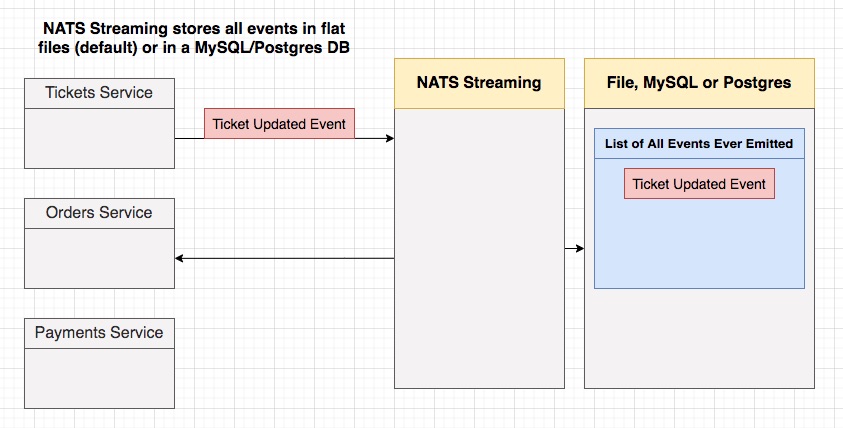 NATS Streaming stores all events in flat
files (default) or in a MySQL/Postgres DB
Tickets Service
Ticket Updated Event
Orders Service
Payments Service
NATS Streaming
File, MySQL or Postgres
List of All Events Ever Emitted
Ticket Updated Event